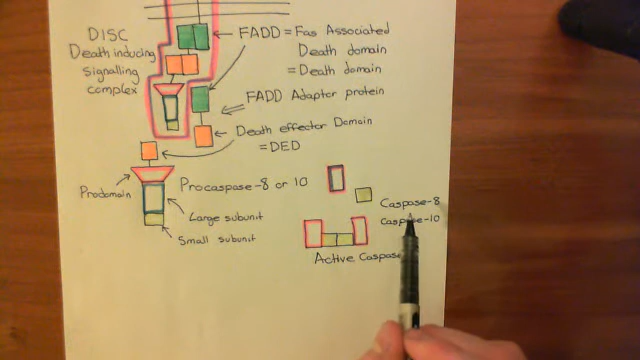 DISC
Death inducing
signalling
complex
FADD = Fas Associated
Death domain
= Death domain
FADD Adaptor protein
Death effector Domain
= DED
Prodomain
Procaspase-8 or 10
Large subunit
Small subunit
Caspase-8
Caspase-10
Active Caspase